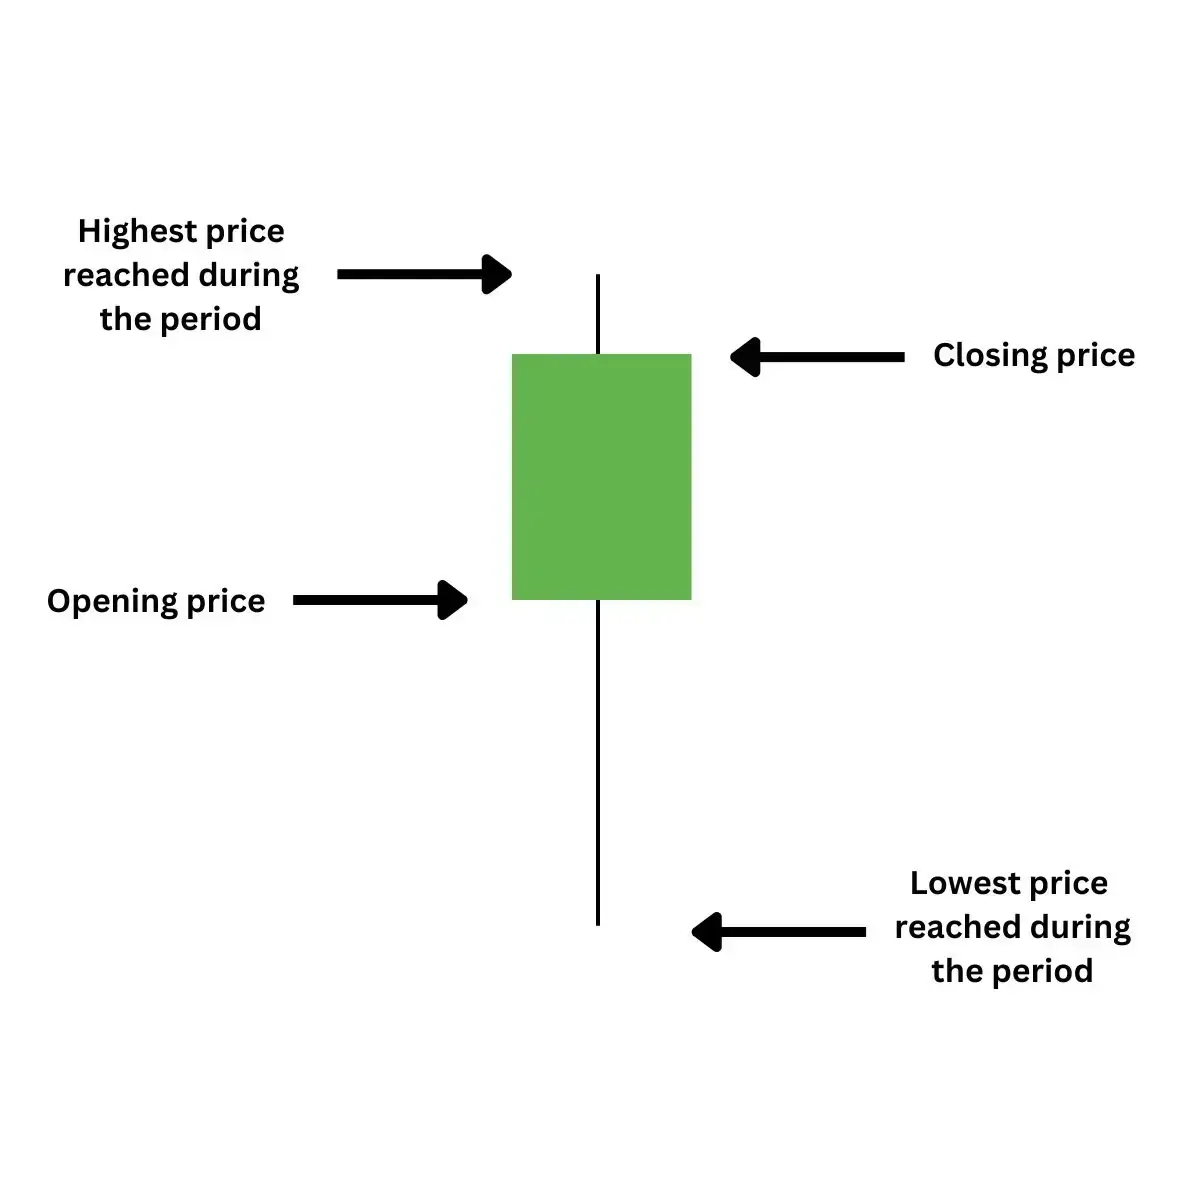 Highest price
reached during
the period
Closing price
Opening price
Lowest price
reached during
the period